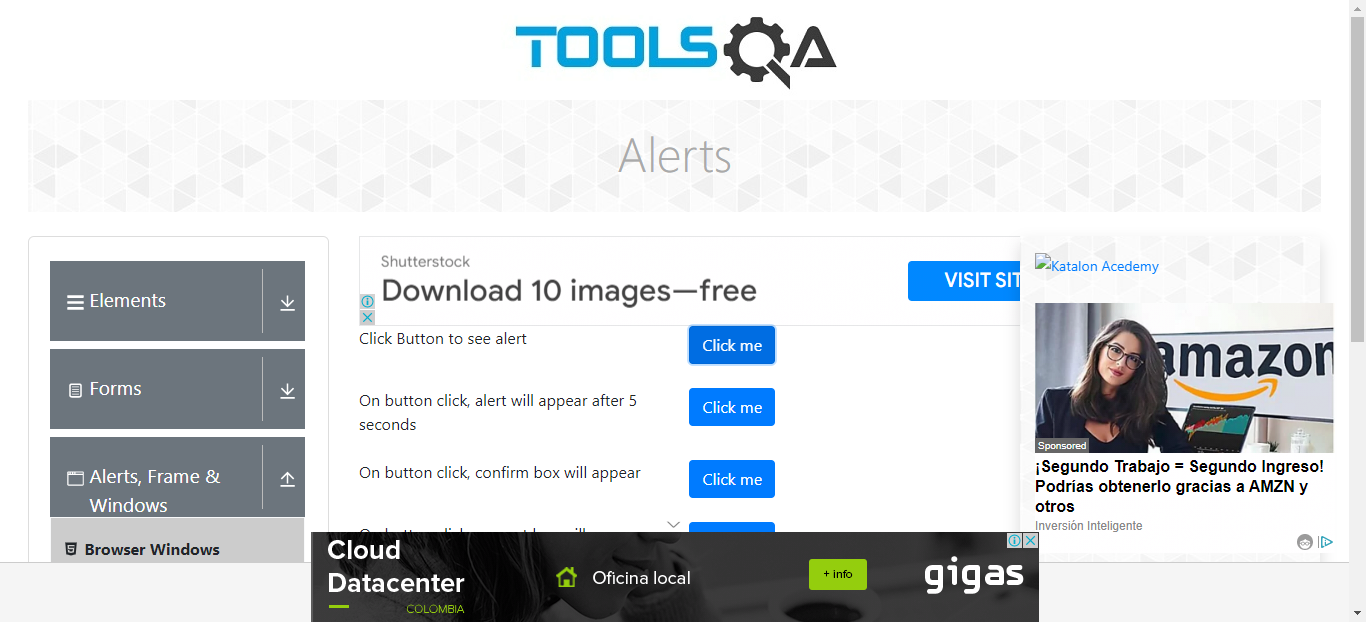 TOOLSQA
Alerts
Elements
Forms
Alerts, Frame &
Windows
Browser Windows
Shutterstock
Download 10 images—free
VISIT SIT
Click Button to see alert
Click me
On button click, alert will appear after 5
seconds
Click me
On button click, confirm box will appear
Click me
Katalon Acedemy
amazon
Sponsored
¡Segundo Trabajo = Segundo Ingreso!
Podrías obtenerlo gracias a AMZN y
otros
Inversión Inteligente
Cloud
Datacenter
COLOMBIA
Oficina local
+ info
gigas